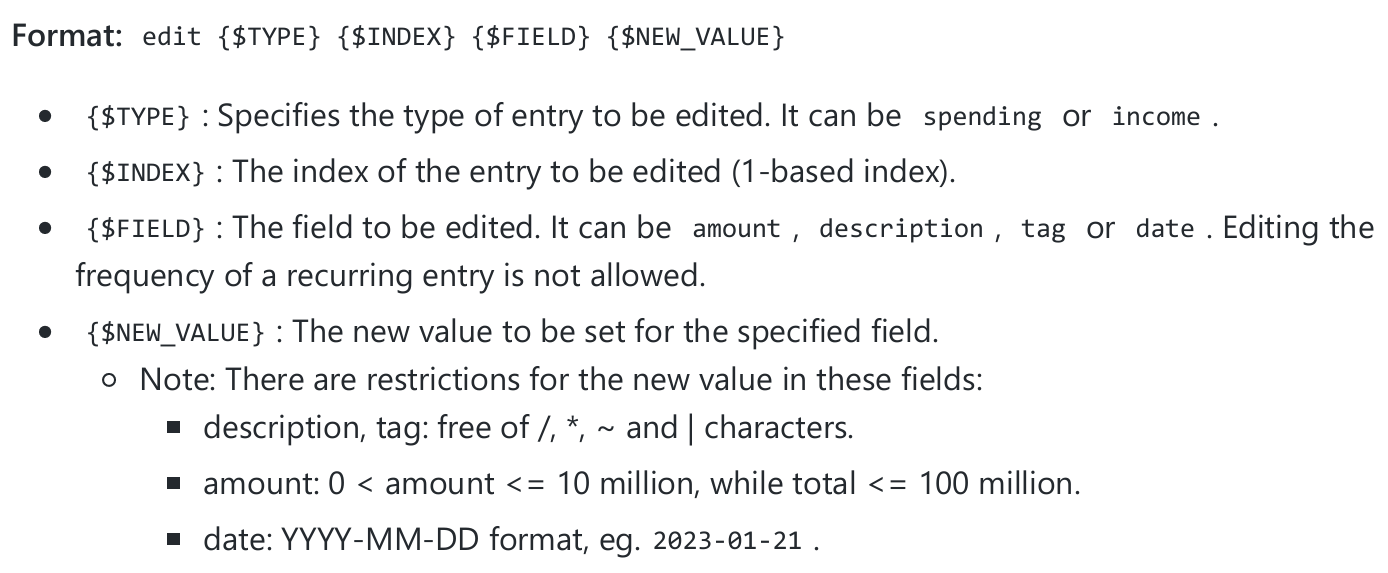 Format: edit {$TYPE} {$INDEX} {$FIELD} {$NEW_VALUE}
• {$TYPE} : Specifies the type of entry to be edited. It can be spending or income .
• {$INDEX} : The index of the entry to be edited (1-based index).
• {$FIELD} : The field to be edited. It can be amount , description , tag or date . Editing the
frequency of a recurring entry is not allowed.
• {$NEW_VALUE} : The new value to be set for the specified field.
○ Note: There are restrictions for the new value in these fields:
▪ description, tag: free of /, *, ~ and | characters.
▪ amount: 0 < amount <= 10 million, while total <= 100 million.
▪ date: YYYY-MM-DD format, eg. 2023-01-21 .